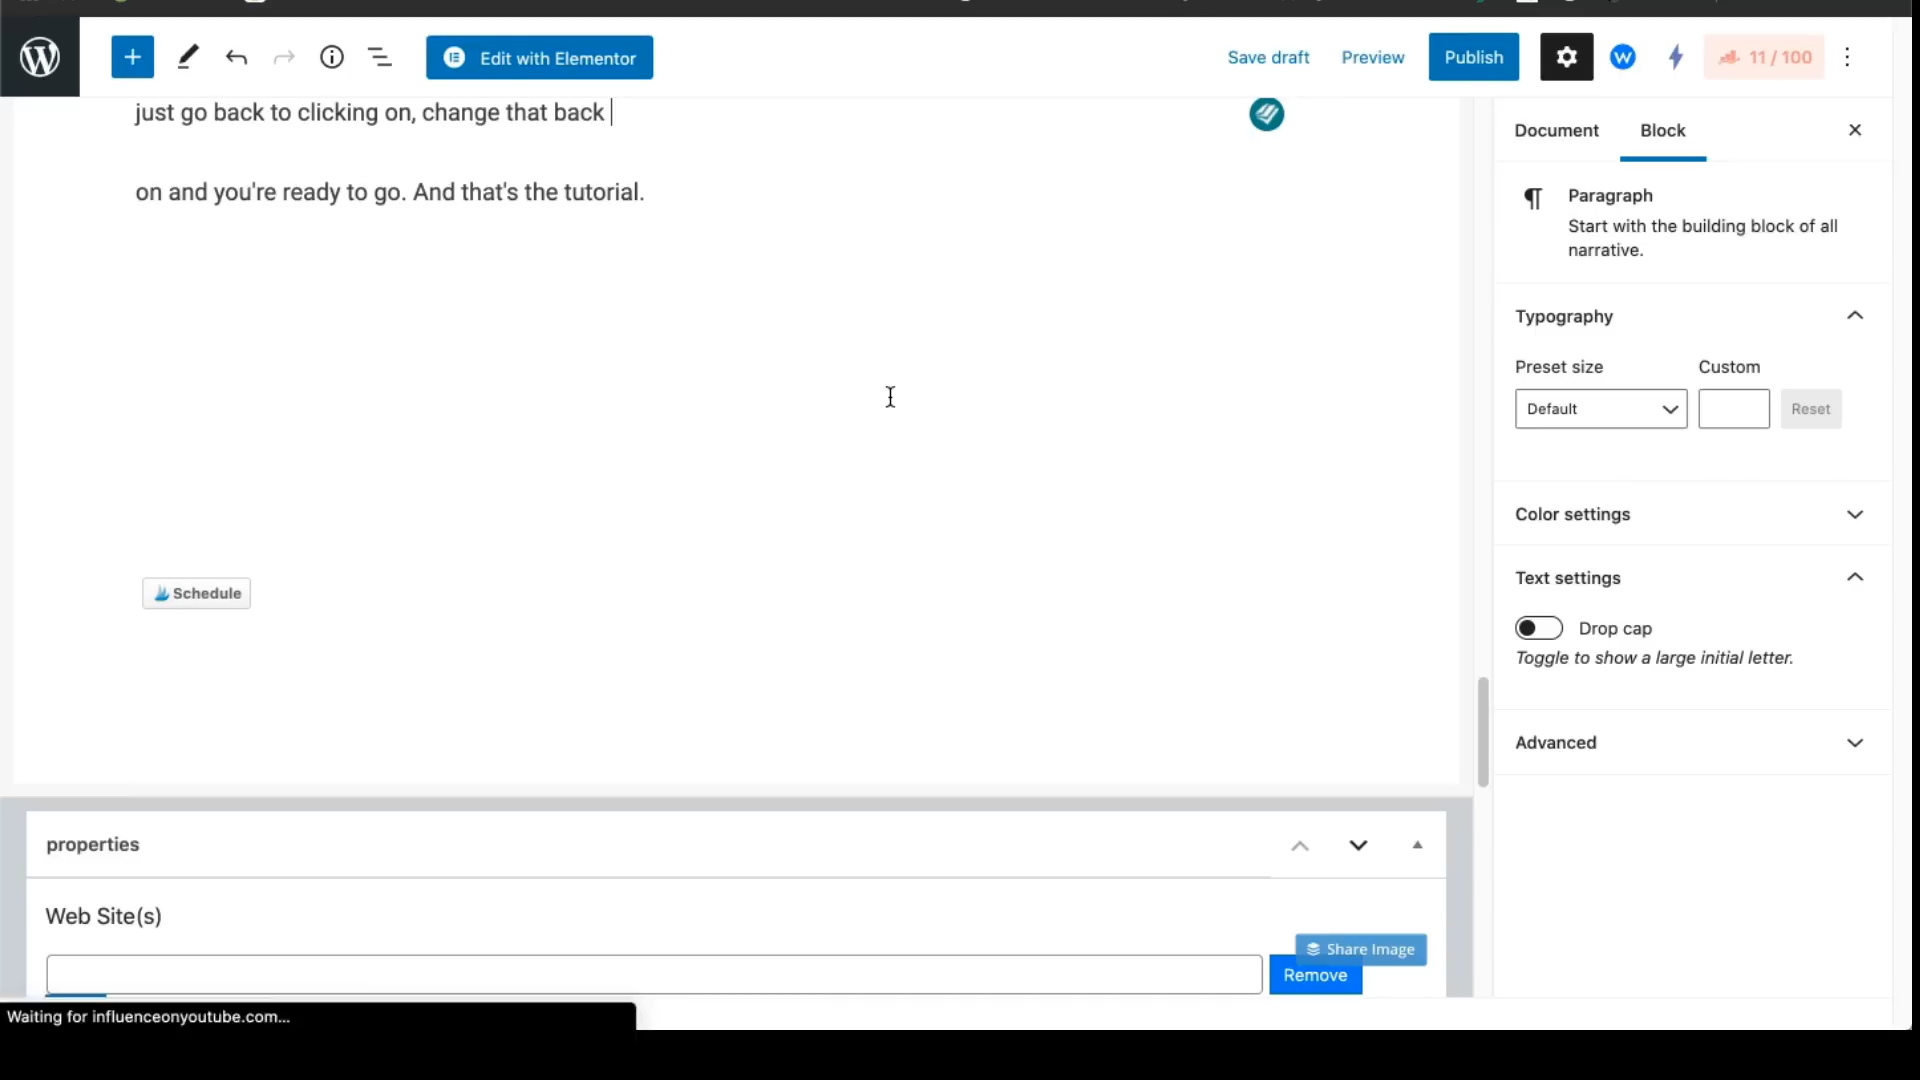 Edit with Elementor
Save draft
Preview
Publish
11 / 100
just go back to clicking on, change that back
on and you're ready to go. And that's the tutorial.
Schedule
Document
Block
Paragraph
Start with the building block of all
narrative.
Typography
Preset size
Custom
Default
Reset
Color settings
Text settings
Drop cap
Toggle to show a large initial letter.
Advanced
properties
Web Site(s)
Share Image
Remove
Waiting for influenceonyoutube.com...